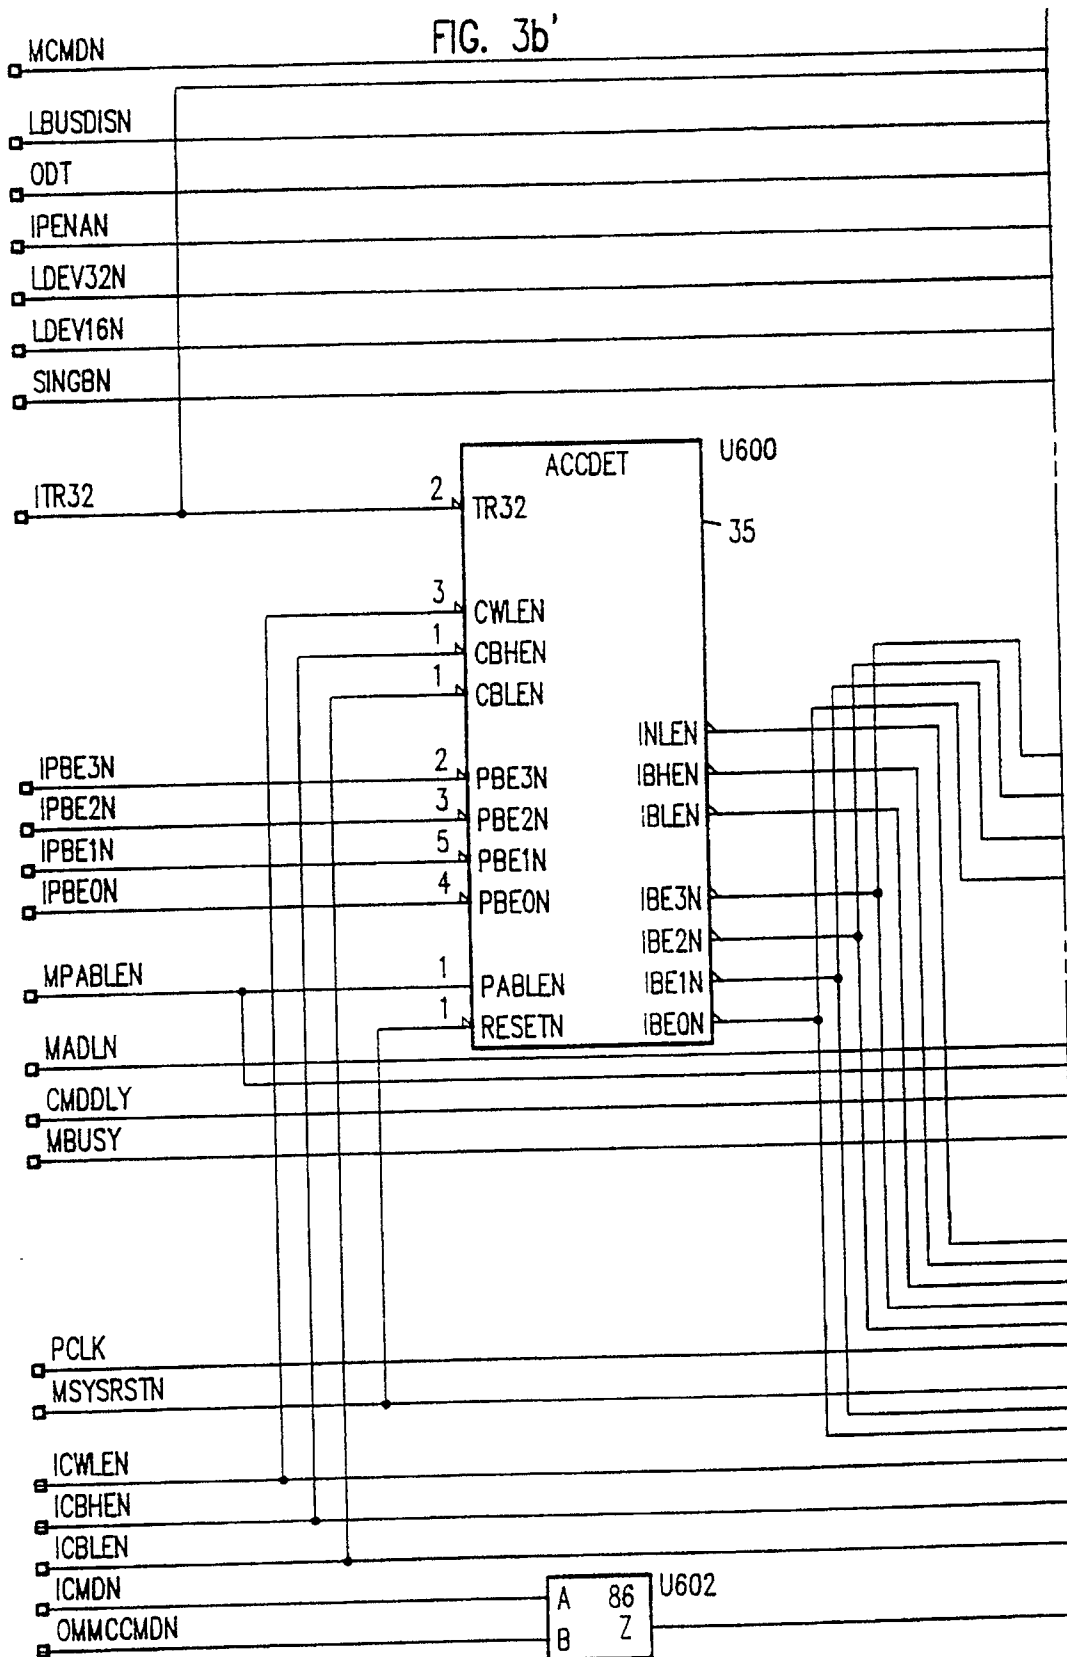 FIG. 3b'
MCMDN
LBUSDISN
ODT
IPENAN
LDEV32N
LDEV16N
SINGBN
ACCDET
U600
ITR32
2
TR32
35
3
CWLEN
1
CBHEN
1
CBLEN
INLEN
IPBE3N
2
PBE3N
IBHEN
IPBE2N
3
PBE2N
IBLEN
IPBE1N
5
PBE1N
IPBE0N
4
PBE0N
IBE3N
IBE2N
MPABLEN
1
PABLEN
IBE1N
1
RESETN
IBE0N
MADLN
CMDDLY
MBUSY
PCLK
MSYSRSTN
ICWLEN
ICBHEN
ICBLEN
ICMDN
A 86
U602
OMMCCMDN
B Z